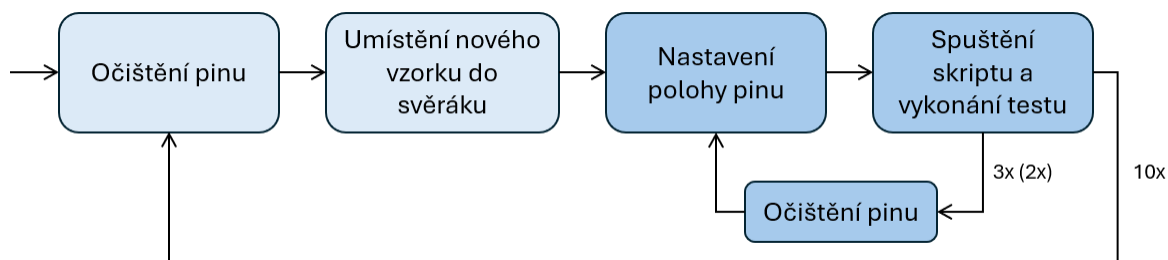 Očištění pinu
Umístění nového
vzorku do
svěráku
Nastavení
polohy pinu
Spuštění
skriptu a
vykonání testu
3x (2x)
10x
Očištění pinu